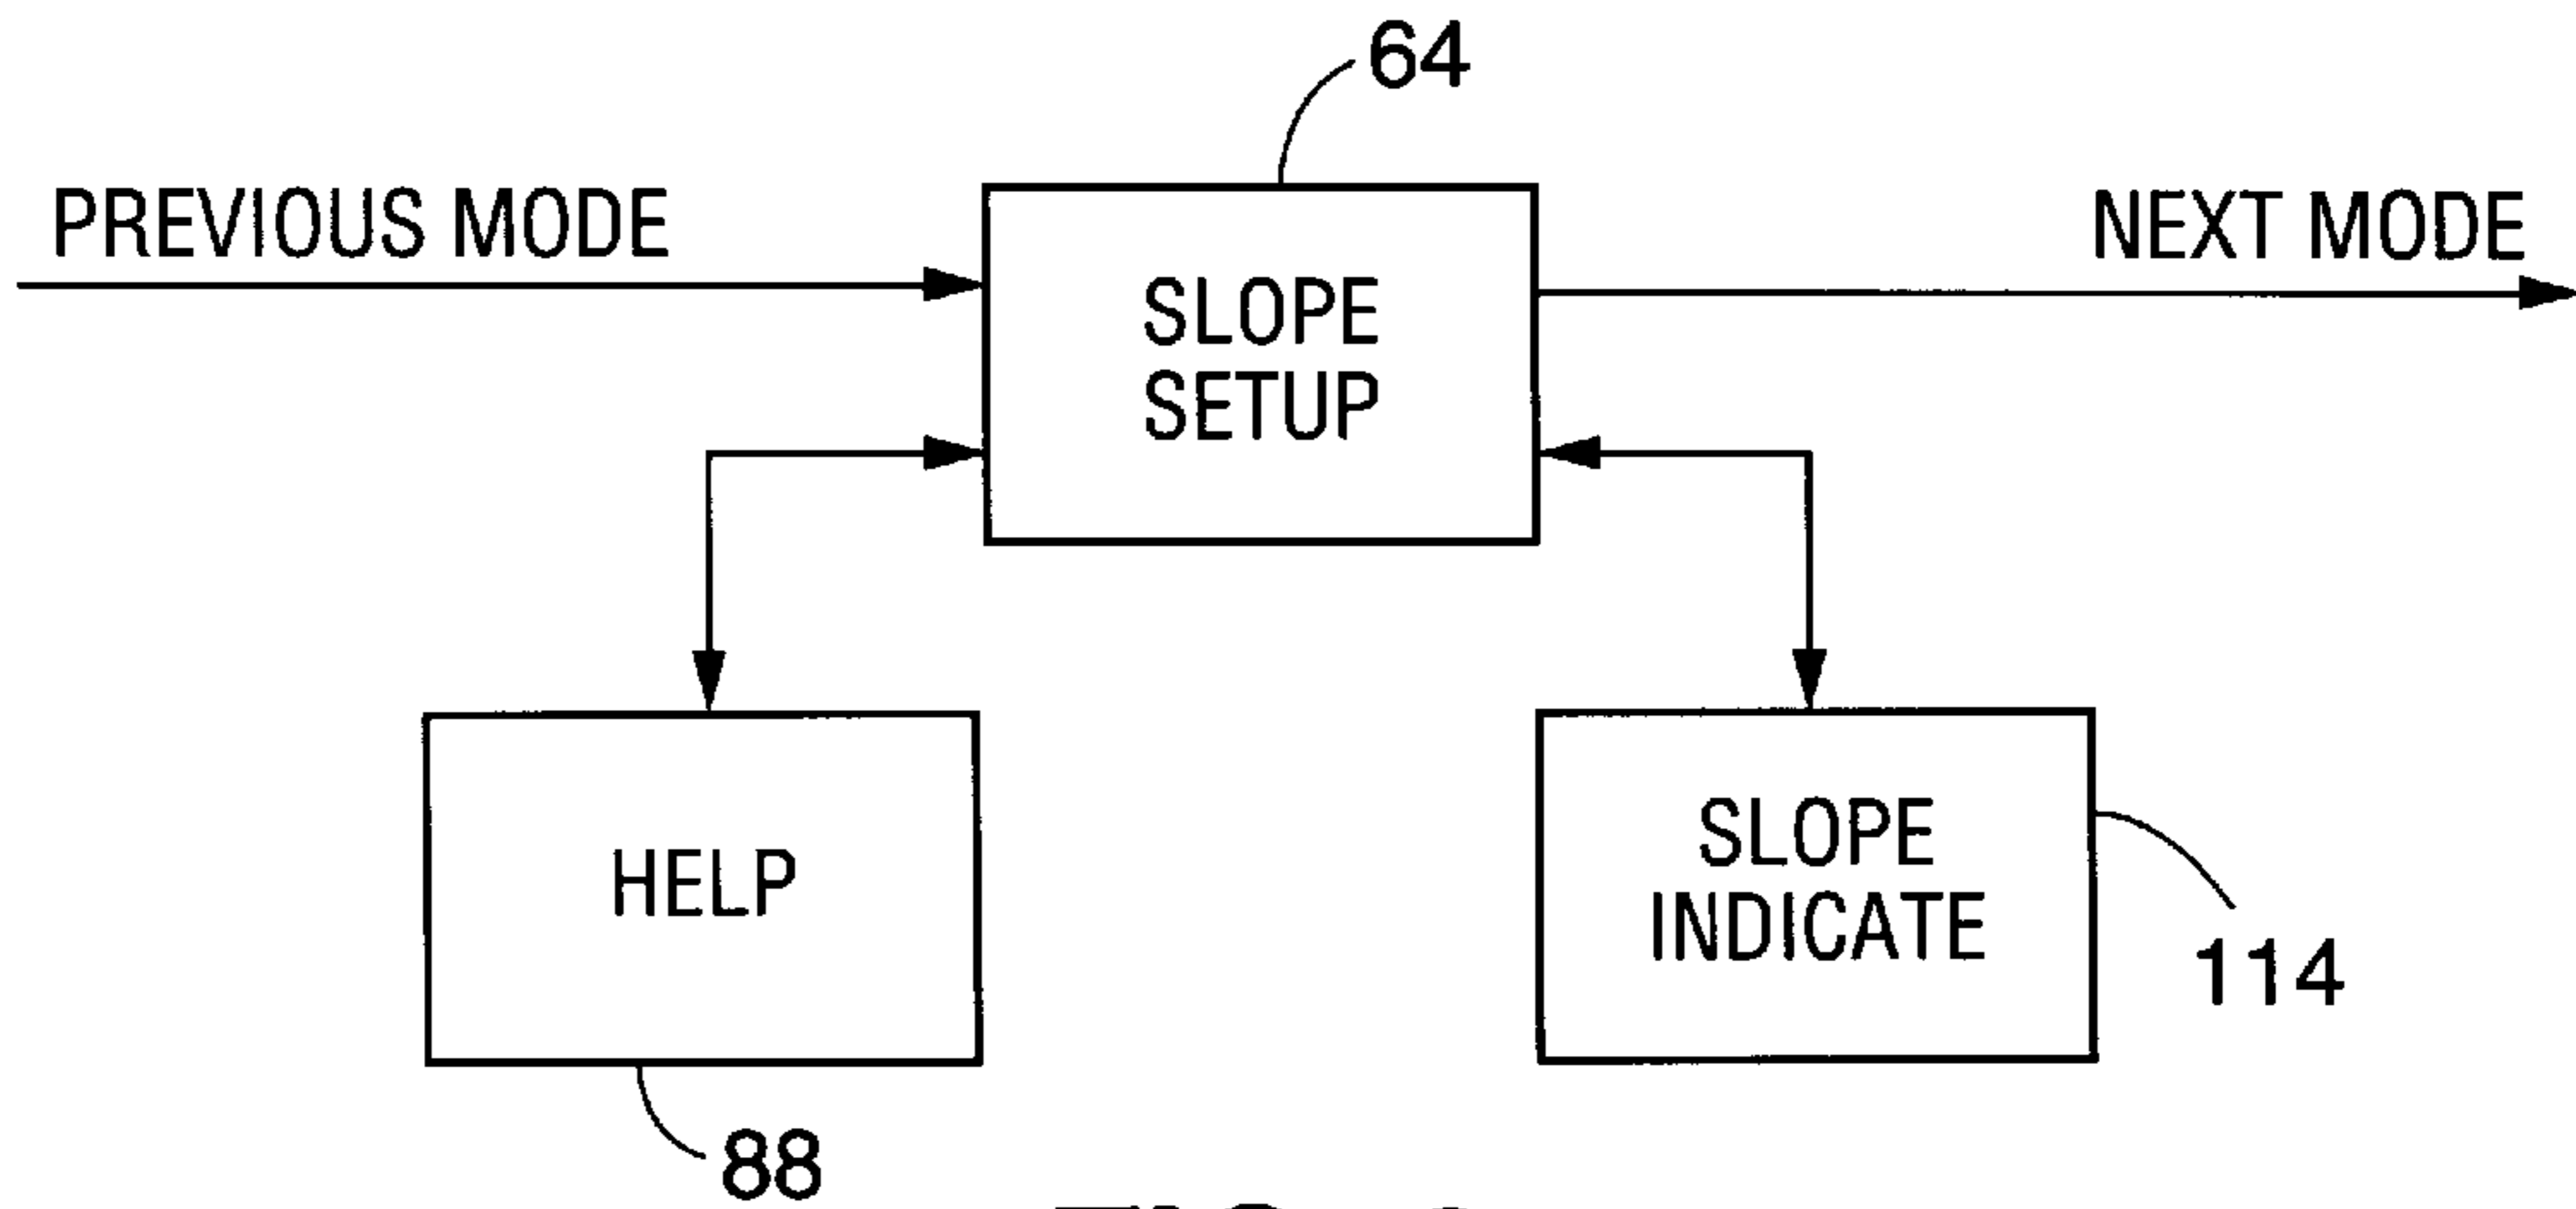 64
PREVIOUS MODE
NEXT MODE
SLOPE
SETUP
HELP
SLOPE
INDICATE
114
88